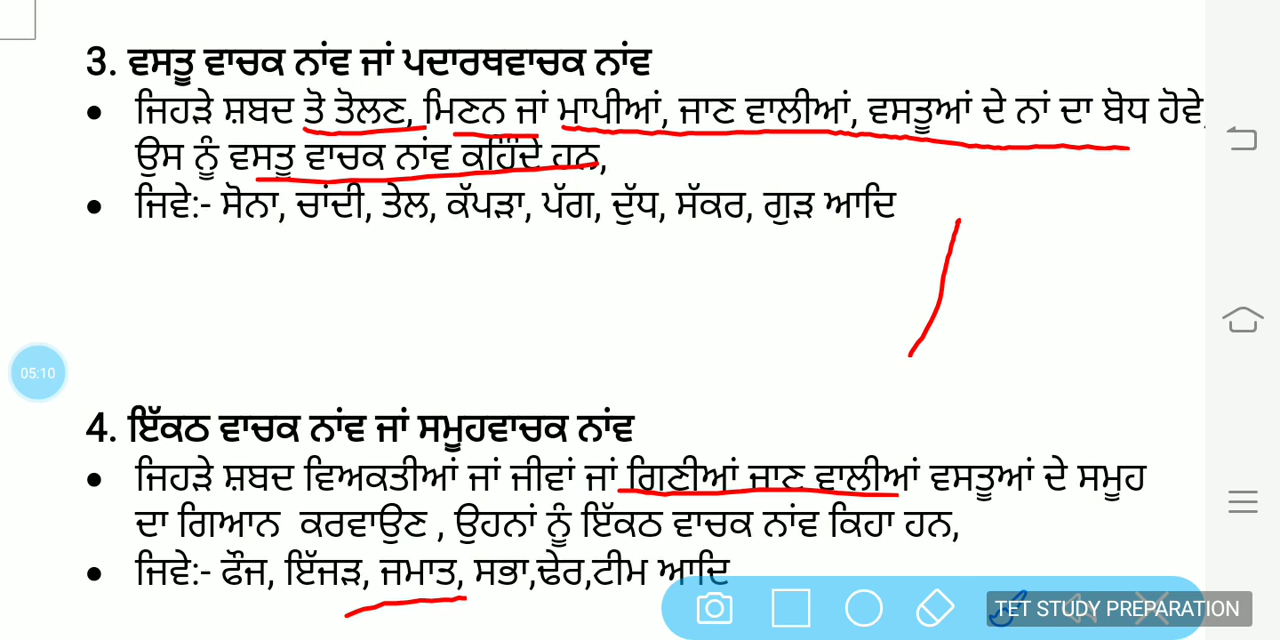 3. ਵਸਤੂ ਵਾਚਕ ਨਾਂਵ ਜਾਂ ਪਦਾਰਥਵਾਚਕ ਨਾਂਵ
• ਜਿਹੜੇ ਸ਼ਬਦ ਤੋ ਤੋਲਣ, ਮਿਣਨ ਜਾਂ ਮਾਪੀਆਂ, ਜਾਣ ਵਾਲੀਆਂ, ਵਸਤੂਆਂ ਦੇ ਨਾਂ ਦਾ ਬੋਧ ਹੋਵੇ,
ਉਸ ਨੂੰ ਵਸਤੂ ਵਾਚਕ ਨਾਂਵ ਕਹਿੰਦੇ ਹਨ,
• ਜਿਵੇ:- ਸੋਨਾ, ਚਾਂਦੀ, ਤੇਲ, ਕੱਪੜਾ, ਪੱਗ, ਦੁੱਧ, ਸੱਕਰ, ਗੁੜ ਆਦਿ
05:10
4. ਇੱਕਠ ਵਾਚਕ ਨਾਂਵ ਜਾਂ ਸਮੂਹਵਾਚਕ ਨਾਂਵ
• ਜਿਹੜੇ ਸ਼ਬਦ ਵਿਅਕਤੀਆਂ ਜਾਂ ਜੀਵਾਂ ਜਾਂ ਗਿਣੀਆਂ ਜਾਣ ਵਾਲੀਆਂ ਵਸਤੂਆਂ ਦੇ ਸਮੂਹ
ਦਾ ਗਿਆਨ ਕਰਵਾਉਣ , ਉਹਨਾਂ ਨੂੰ ਇੱਕਠ ਵਾਚਕ ਨਾਂਵ ਕਿਹਾ ਹਨ,
• ਜਿਵੇ:- ਫੌਜ, ਇੱਜੜ, ਜਮਾਤ, ਸਭਾ,ਢੇਰ,ਟੀਮ ਆਦਿ
TET STUDY PREPARATION